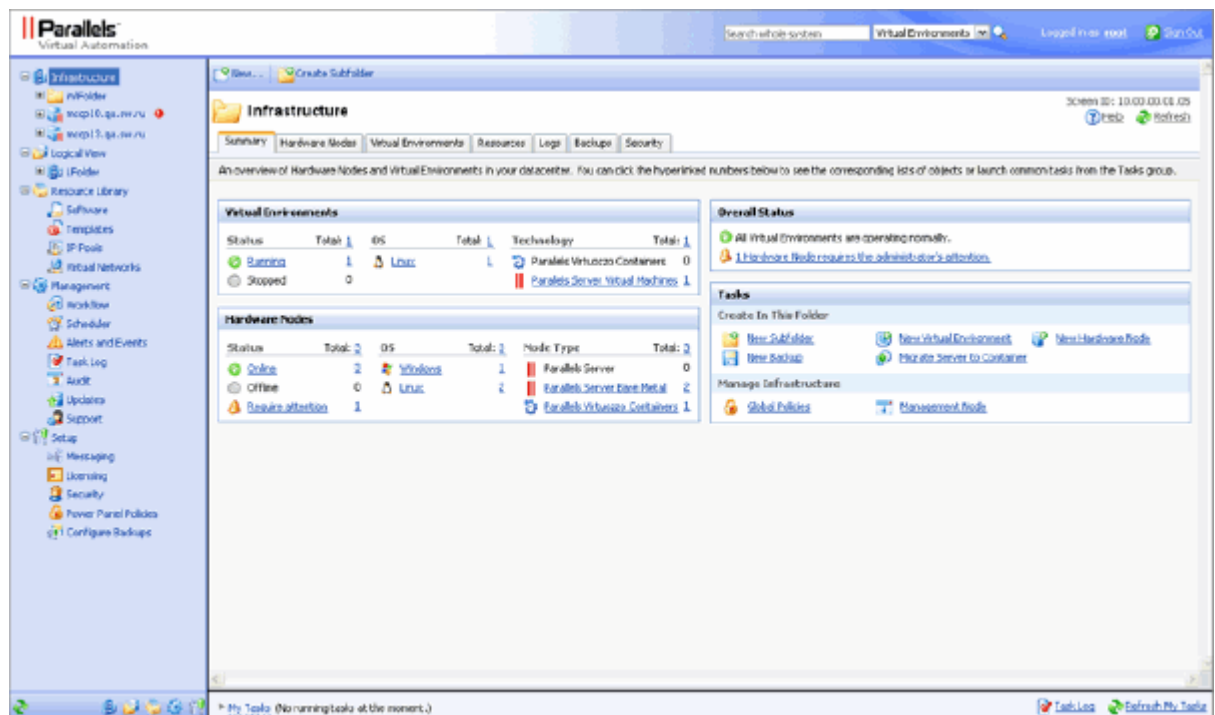 Parallels
Virtual Automation
Search whole system
Virtual Environments
Logged in as root
Sign Out
Infrastructure
Logical View
Resource Library
Software
Templates
IP Pools
Virtual Networks
Management
Workflow
Scheduler
Alerts and Events
Task Log
Audit
Updates
Support
Setup
Messaging
Licensing
Security
Power Panel Policies
Configure Backups
New...
Create Subfolder
Infrastructure
Screen ID: 10.00.00.01.05
Help
Refresh
Summary
Hardware Nodes
Virtual Environments
Resources
Logs
Backups
Security
An overview of Hardware Nodes and Virtual Environments in your datacenter. You can click the hyperlinked numbers below to see the corresponding lists of objects or launch common tasks from the Tasks group.
Virtual Environments
Status Total: 1 OS Total: 1 Technology Total: 1
Running 1 Linux 1 Parallels Virtuozzo Containers 0
Stopped 0 Parallels Server Virtual Machines 1
Hardware Nodes
Status Total: OS Total: Node Type Total:
Online Windows 1 Parallels Server 0
Offline 0 Linux 2 Parallels Server Bare Metal 2
Require attention 1 Parallels Virtuozzo Containers 1
Overall Status
All Virtual Environments are operating normally.
1 Hardware Node requires the administrator's attention.
Tasks
Create In This Folder
New Subfolder
New Virtual Environment
New Hardware Node
New Backup
Migrate Server to Container
Manage Infrastructure
Global Policies
Management Node
My Tasks (No running tasks at the moment.)
Task Log
Refresh My Tasks